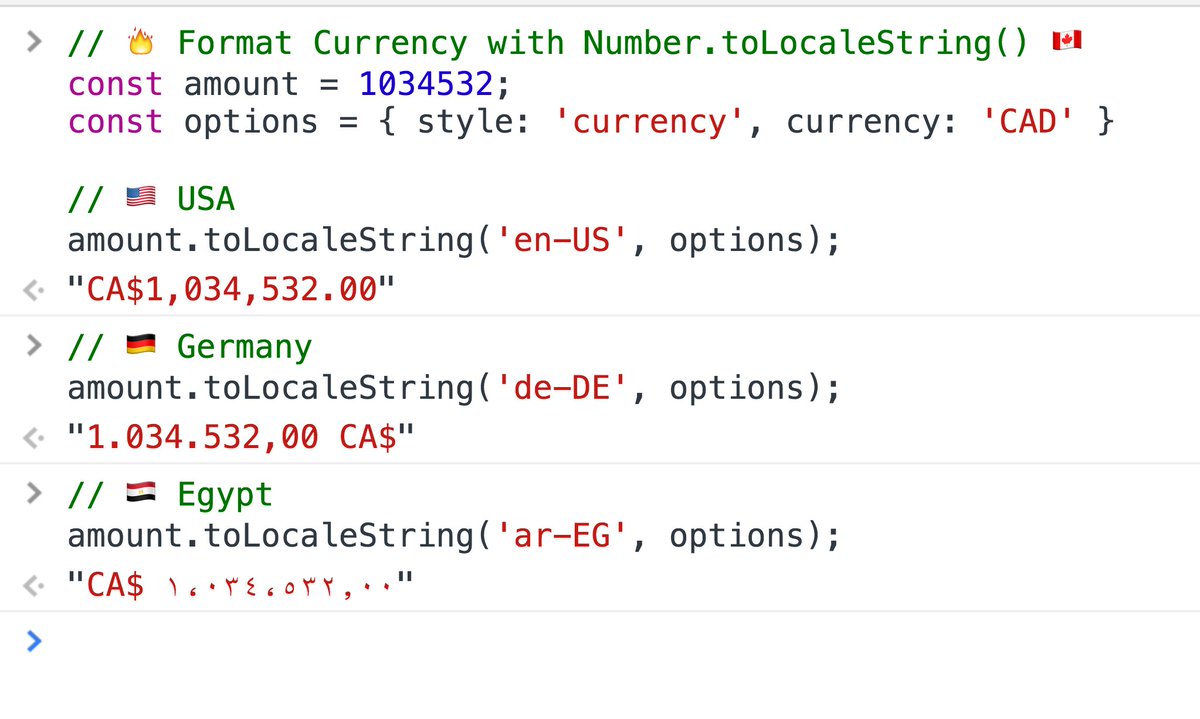 // 🔥 Format Currency with Number.toLocaleString() 🇨🇦
const amount = 1034532;
const options = { style: 'currency', currency: 'CAD' }
// 🇺🇸 USA
amount.toLocaleString('en-US', options);
"CA$1,034,532.00"
// 🇩🇪 Germany
amount.toLocaleString('de-DE', options);
"1.034.532,00 CA$"
// 🇪🇬 Egypt
amount.toLocaleString('ar-EG', options);
"CA$ ١٬٠٣٤٬٥٣٢٫٠٠"